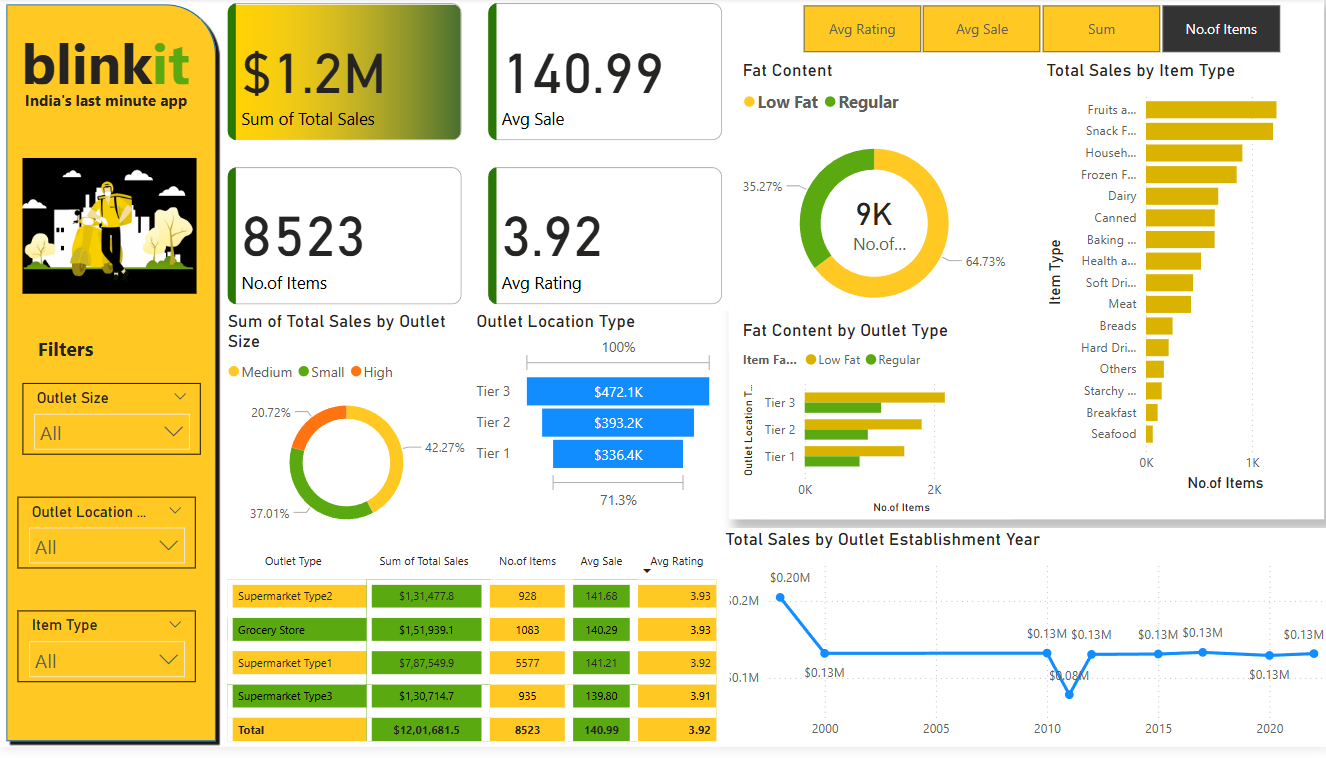 blinkit
India's last minute app
Filters
Outlet Size
All
Outlet Location ...
All
Item Type
All
$1.2M
Sum of Total Sales
140.99
Avg Sale
8523
No.of Items
3.92
Avg Rating
Avg Rating
Avg Sale
Sum
No.of Items
Fat Content
Low Fat
Regular
35.27%
9K
No.of...
64.73%
Total Sales by Item Type
Item Type
Fruits a...
Snack F...
Househ...
Frozen F...
Dairy
Canned
Baking ...
Health a...
Soft Dri...
Meat
Breads
Hard Dri...
Others
Starchy ...
Breakfast
Seafood
0K 1K
No.of Items
Sum of Total Sales by Outlet
Size
Medium Small High
20.72%
42.27%
37.01%
Outlet Location Type
100%
Tier 3 $472.1K
Tier 2 $393.2K
Tier 1 $336.4K
71.3%
Fat Content by Outlet Type
Item Fa... Low Fat Regular
Outlet Location T...
Tier 3
Tier 2
Tier 1
0K 2K
No.of Items
Outlet Type Sum of Total Sales No.of Items Avg Sale Avg Rating
Supermarket Type2 $1,31,477.8 928 141.68 3.93
Grocery Store $1,51,939.1 1083 140.29 3.93
Supermarket Type1 $7,87,549.9 5577 141.21 3.92
Supermarket Type3 $1,30,714.7 935 139.80 3.91
Total $12,01,681.5 8523 140.99 3.92
Total Sales by Outlet Establishment Year
$0.2M
$0.1M
$0.20M
$0.13M
$0.13M
$0.08M
$0.13M
$0.13M
$0.13M
$0.13M
$0.13M
2000 2005 2010 2015 2020